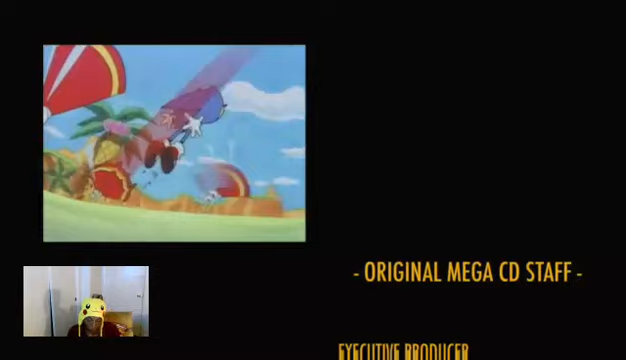 - ORIGINAL MEGA CD STAFF -
EXECUTIVE PRODUCER